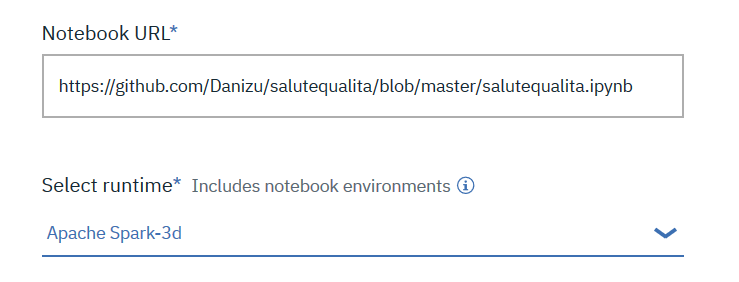 Notebook URL*
https://github.com/Danizu/salutequalita/blob/master/salutequalita.ipynb
Select runtime* Includes notebook environments
Apache Spark-3d